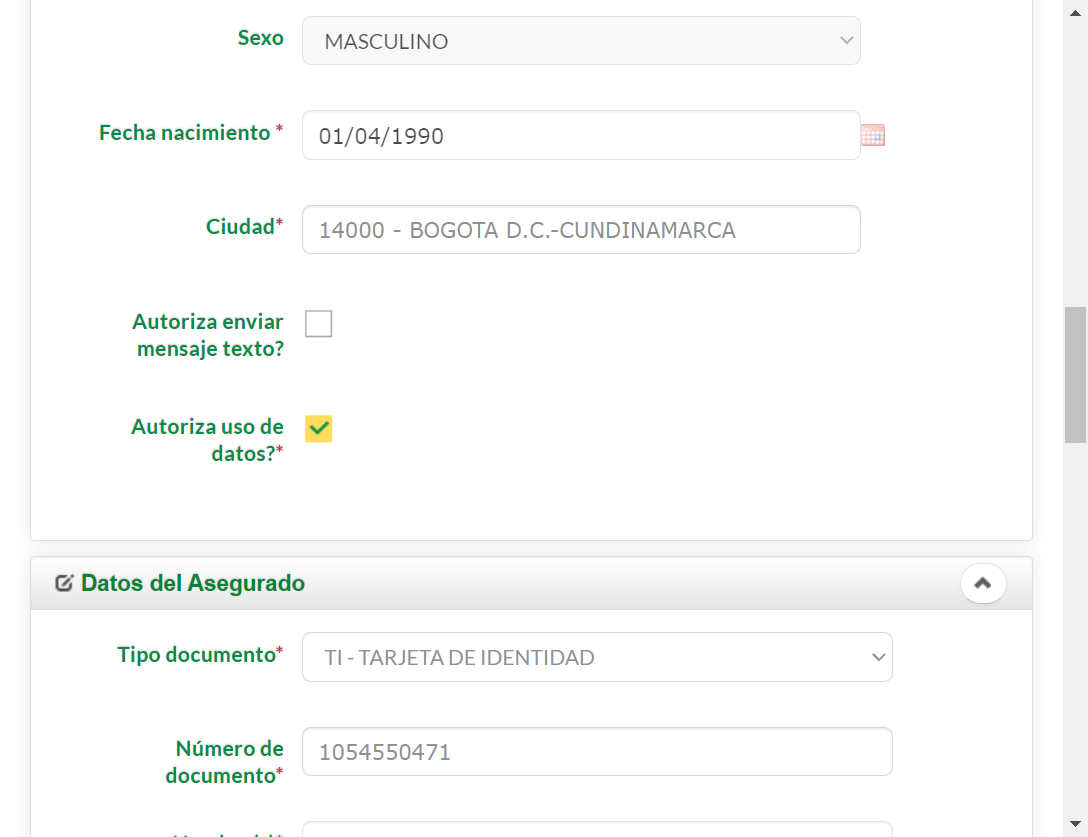 Sexo
MASCULINO
Fecha nacimiento *
01/04/1990
Ciudad*
14000 - BOGOTA D.C.-CUNDINAMARCA
Autoriza enviar
mensaje texto?
Autoriza uso de
datos?*
Datos del Asegurado
Tipo documento*
TI - TARJETA DE IDENTIDAD
Número de
documento*
1054550471